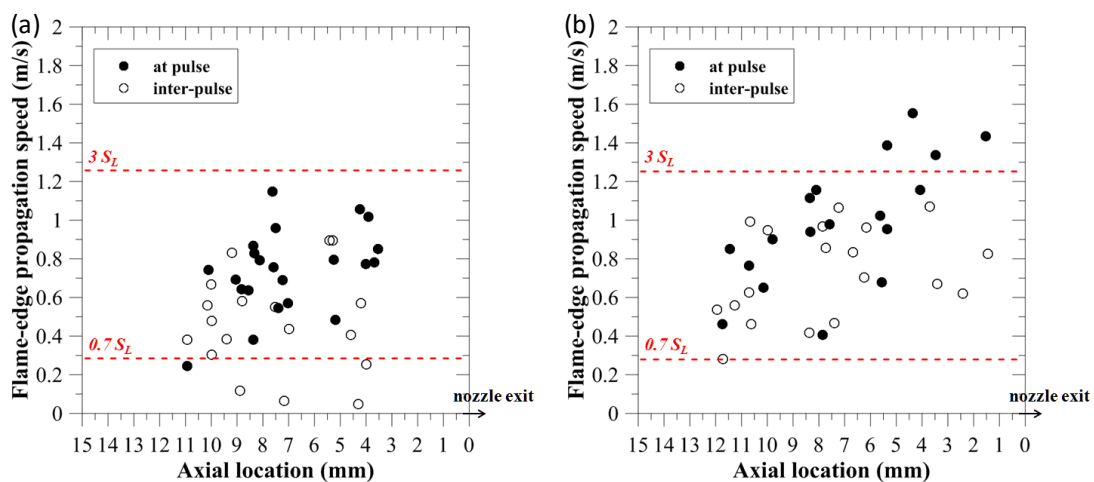 (a)
Flame-edge propagation speed (m/s)
2
1.8
1.6
1.4
1.2
1
0.8
0.6
0.4
0.2
0
at pulse
inter-pulse
3 S_L
0.7 S_L
nozzle exit
15 14 13 12 11 10 9 8 7 6 5 4 3 2 1 0
Axial location (mm)
(b)
Flame-edge propagation speed (m/s)
2
1.8
1.6
1.4
1.2
1
0.8
0.6
0.4
0.2
0
at pulse
inter-pulse
3 S_L
0.7 S_L
nozzle exit
15 14 13 12 11 10 9 8 7 6 5 4 3 2 1 0
Axial location (mm)